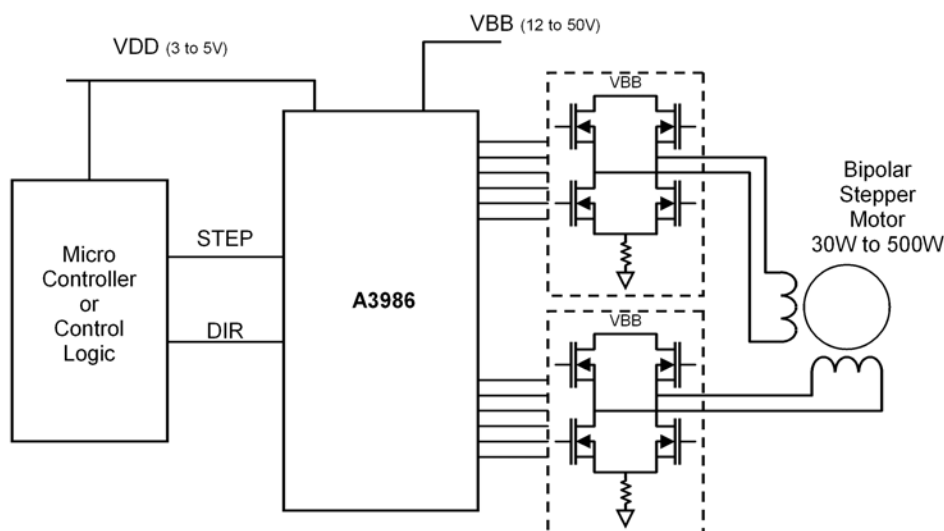 VDD (3 to 5V)
VBB (12 to 50V)
VBB
Bipolar
Stepper
Motor
30W to 500W
Micro
Controller
or
Control
Logic
STEP
DIR
A3986
VBB